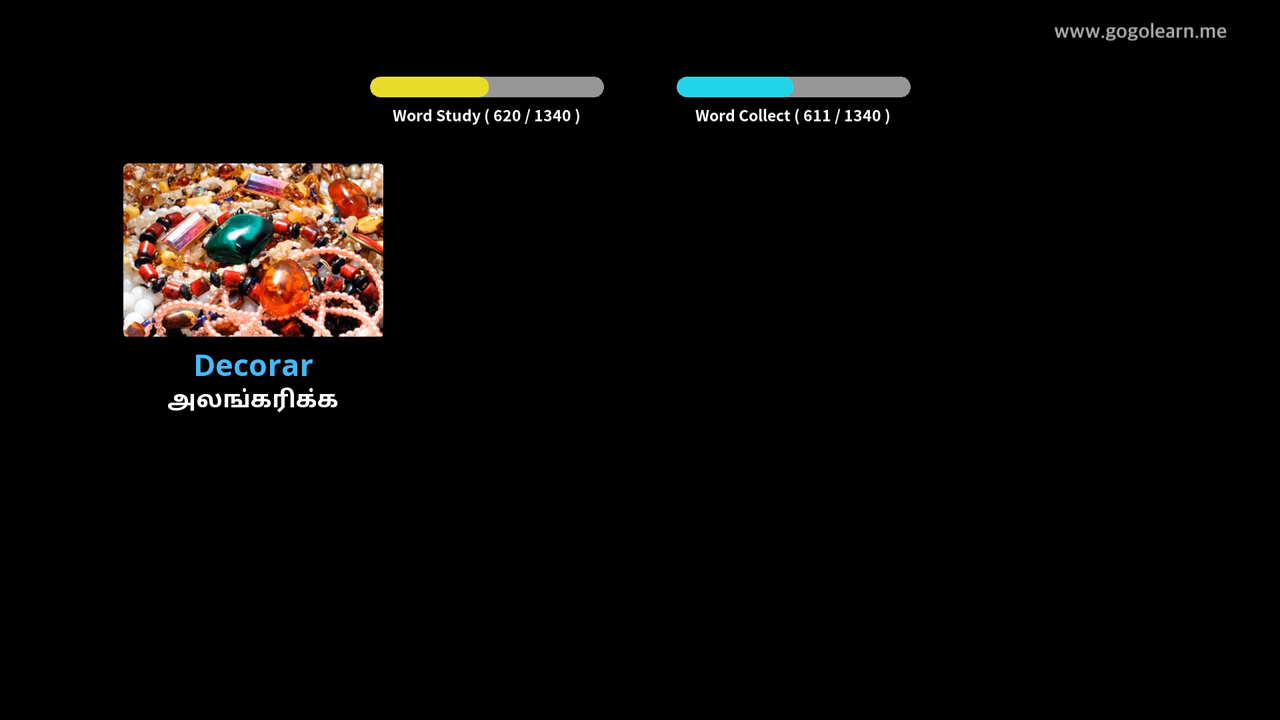 www.gogolearn.me
Word Study ( 620 / 1340 )
Word Collect ( 611 / 1340 )
Decorar
அலங்கரிக்க